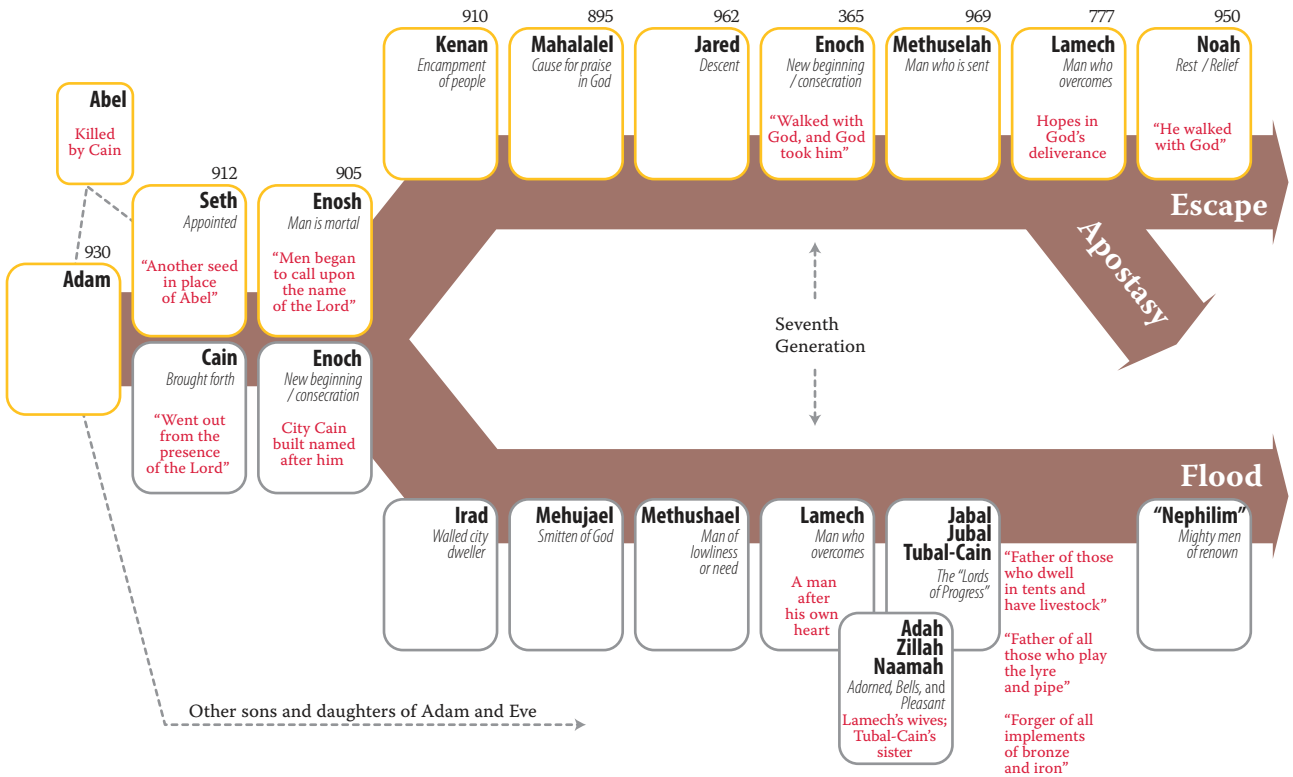 910
Kenan
Encampment
of people
895
Mahalalel
Cause for praise
in God
962
Jared
Descent
365
Enoch
New beginning
/ consecration
“Walked with
God, and God
took him”
969
Methuselah
Man who is sent
777
Lamech
Man who
overcomes
Hopes in
God’s
deliverance
950
Noah
Rest / Relief
“He walked
with God”
Abel
Killed
by Cain
912
Seth
Appointed
“Another seed
in place
of Abel”
905
Enosh
Man is mortal
“Men began
to call upon
the name
of the Lord”
Escape
Apostasy
930
Adam
Seventh
Generation
Cain
Brought forth
“Went out
from the
presence
of the Lord”
Enoch
New beginning
/ consecration
City Cain
built named
after him
Flood
Irad
Walled city
dweller
Mehujael
Smitten of God
Methushael
Man of
lowliness
or need
Lamech
Man who
overcomes
A man
after
his own
heart
Jabal
Jubal
Tubal-Cain
The “Lords
of Progress”
“Father of those
who dwell
in tents and
have livestock”
“Father of all
those who play
the lyre
and pipe”
“Forger of all
implements
of bronze
and iron”
“Nephilim”
Mighty men
of renown
Adah
Zillah
Naamah
Adorned, Bells, and
Pleasant
Lamech’s wives;
Tubal-Cain’s
sister
Other sons and daughters of Adam and Eve